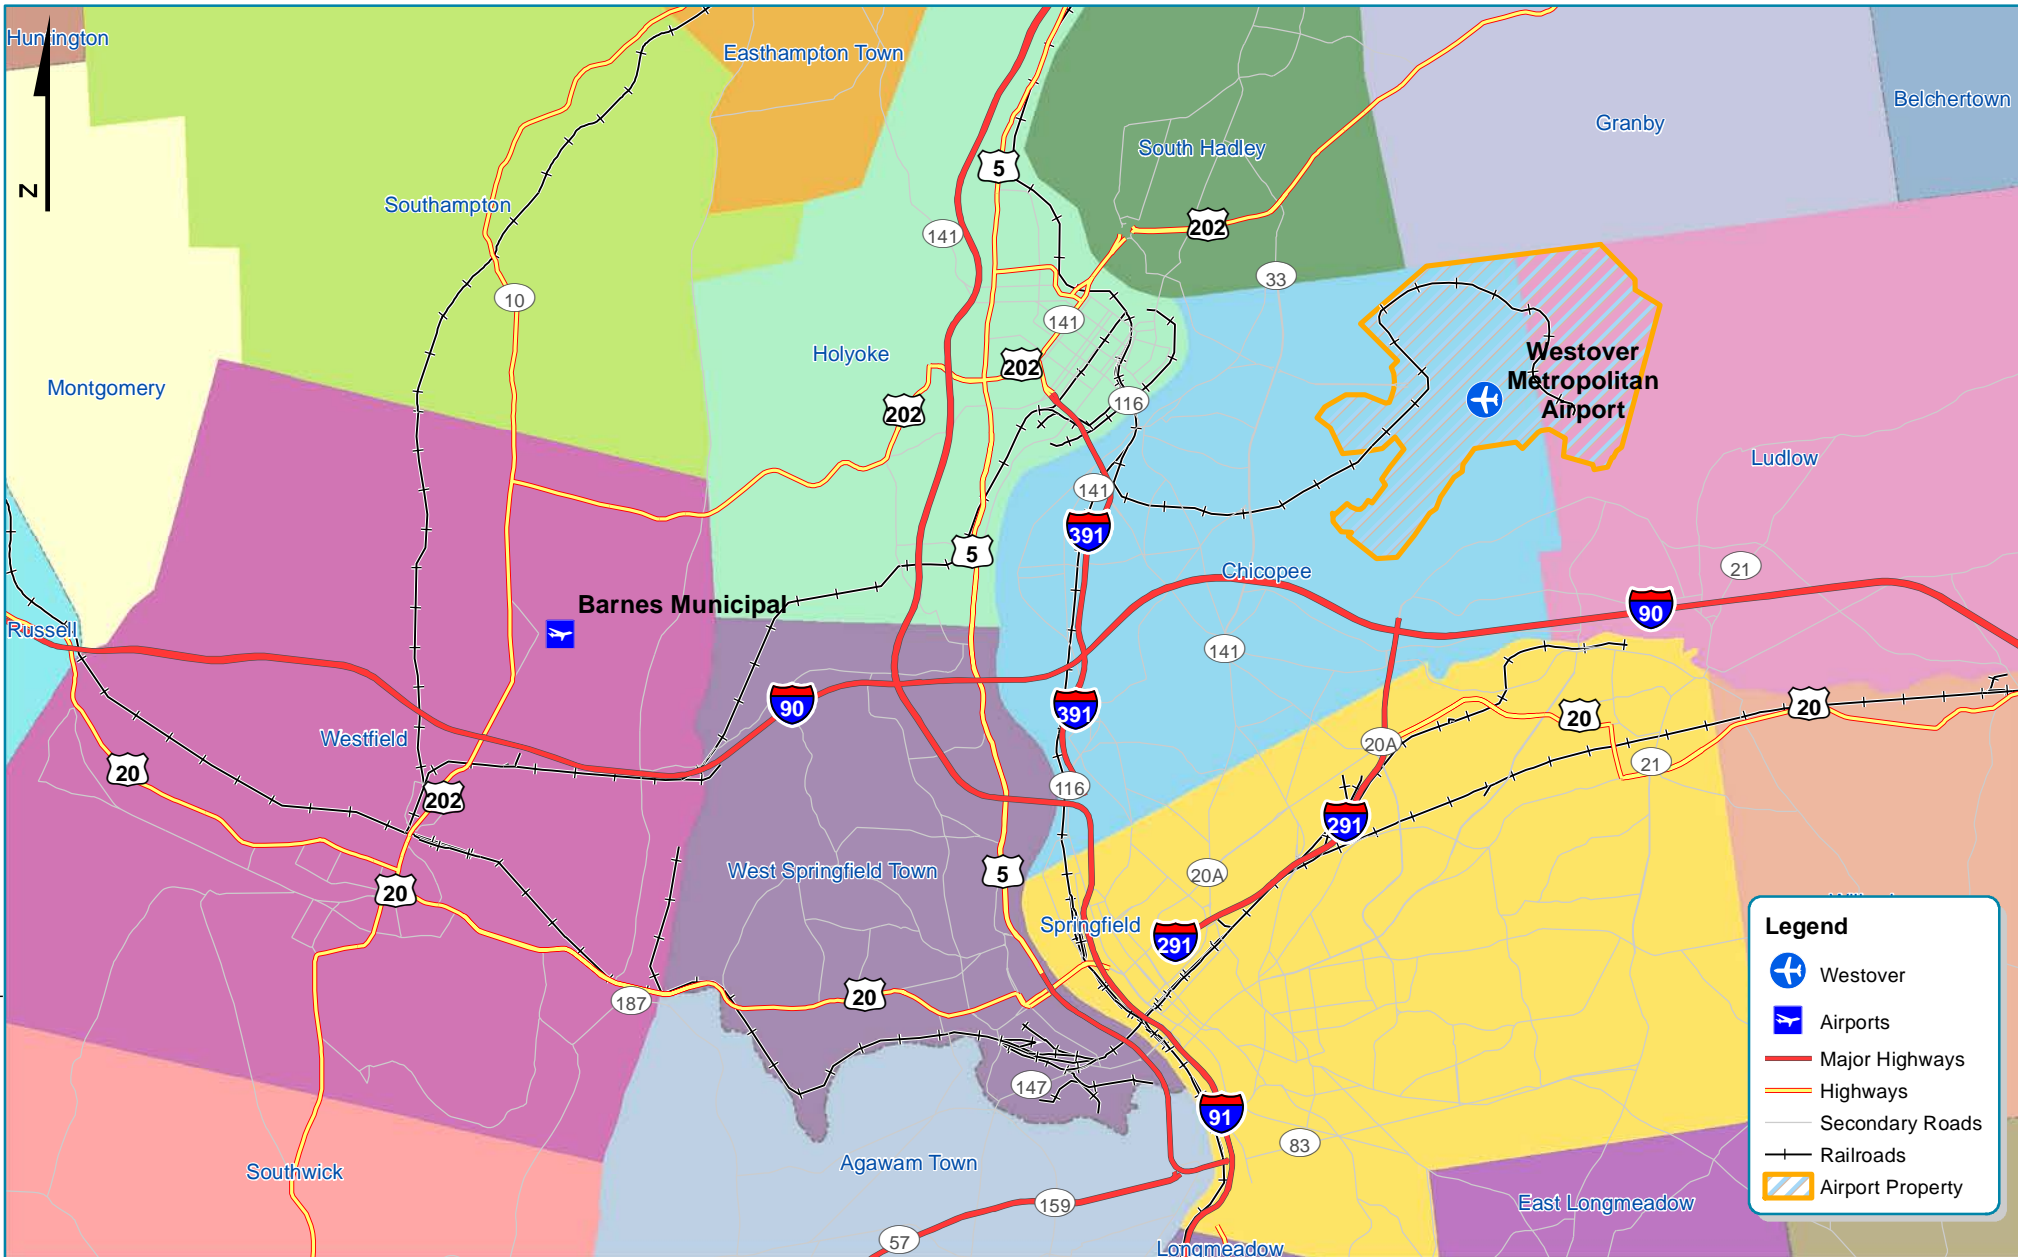 Huntington
Easthampton Town
Belchertown
Granby
South Hadley
5
N
Southampton
202
141
33
10
141
Holyoke
Westover
Metropolitan
Airport
202
Montgomery
116
202
Ludlow
141
391
5
Chicopee
21
Barnes Municipal
90
Russell
141
90
391
20
20
Westfield
20A
21
20
116
202
291
West Springfield Town
5
20A
20
Springfield
291
20
187
147
91
83
Agawam Town
Southwick
159
East Longmeadow
57
Longmeadow
Legend
Westover
Airports
Major Highways
Highways
Secondary Roads
Railroads
Airport Property